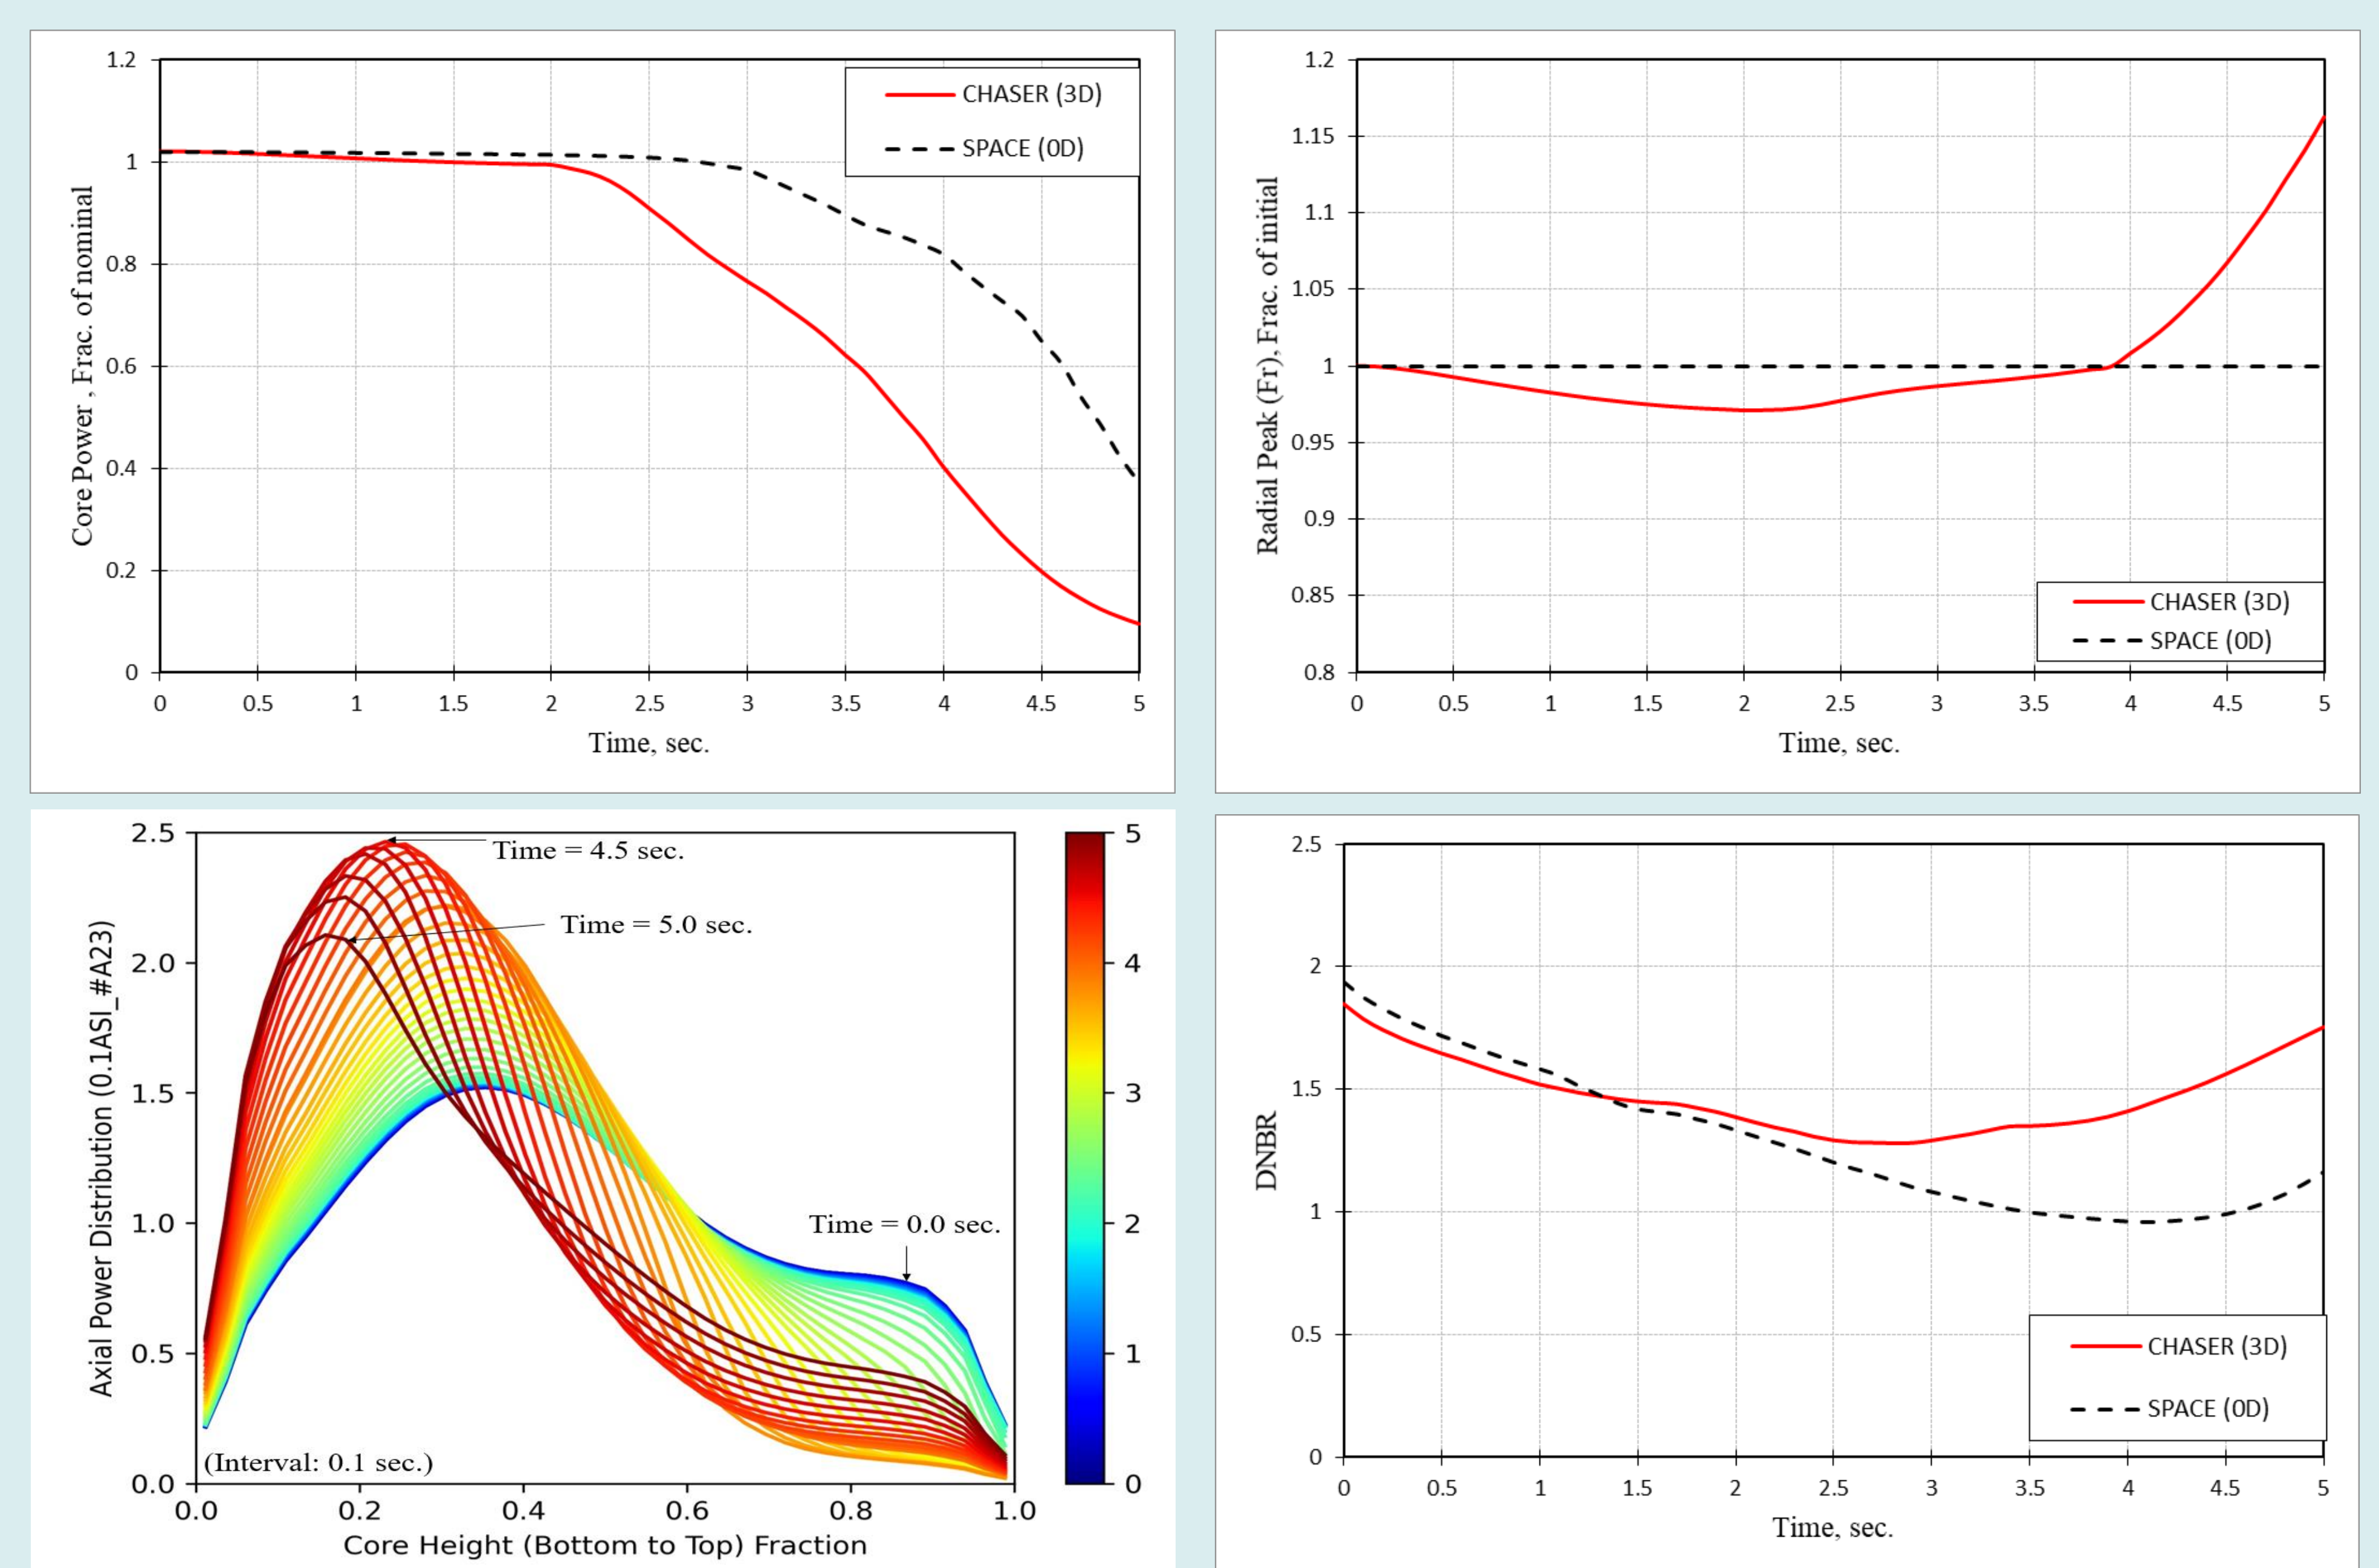 1.2
1
0.8
0.6
0.4
0.2
0
Core Power , Frac. of nominal
CHASER (3D)
SPACE (0D)
0 0.5 1 1.5 2 2.5 3 3.5 4 4.5 5
Time, sec.
1.2
1.15
1.1
1.05
1
0.95
0.9
0.85
0.8
Radial Peak (Fr), Frac. of initial
CHASER (3D)
SPACE (0D)
0 0.5 1 1.5 2 2.5 3 3.5 4 4.5 5
Time, sec.
2.5
2.0
1.5
1.0
0.5
0.0
Axial Power Distribution (0.1ASI_#A23)
Time = 4.5 sec.
Time = 5.0 sec.
Time = 0.0 sec.
(Interval: 0.1 sec.)
0.0 0.2 0.4 0.6 0.8 1.0
Core Height (Bottom to Top) Fraction
5
4
3
2
1
0
2.5
2
1.5
1
0.5
0
DNBR
CHASER (3D)
SPACE (0D)
0 0.5 1 1.5 2 2.5 3 3.5 4 4.5 5
Time, sec.